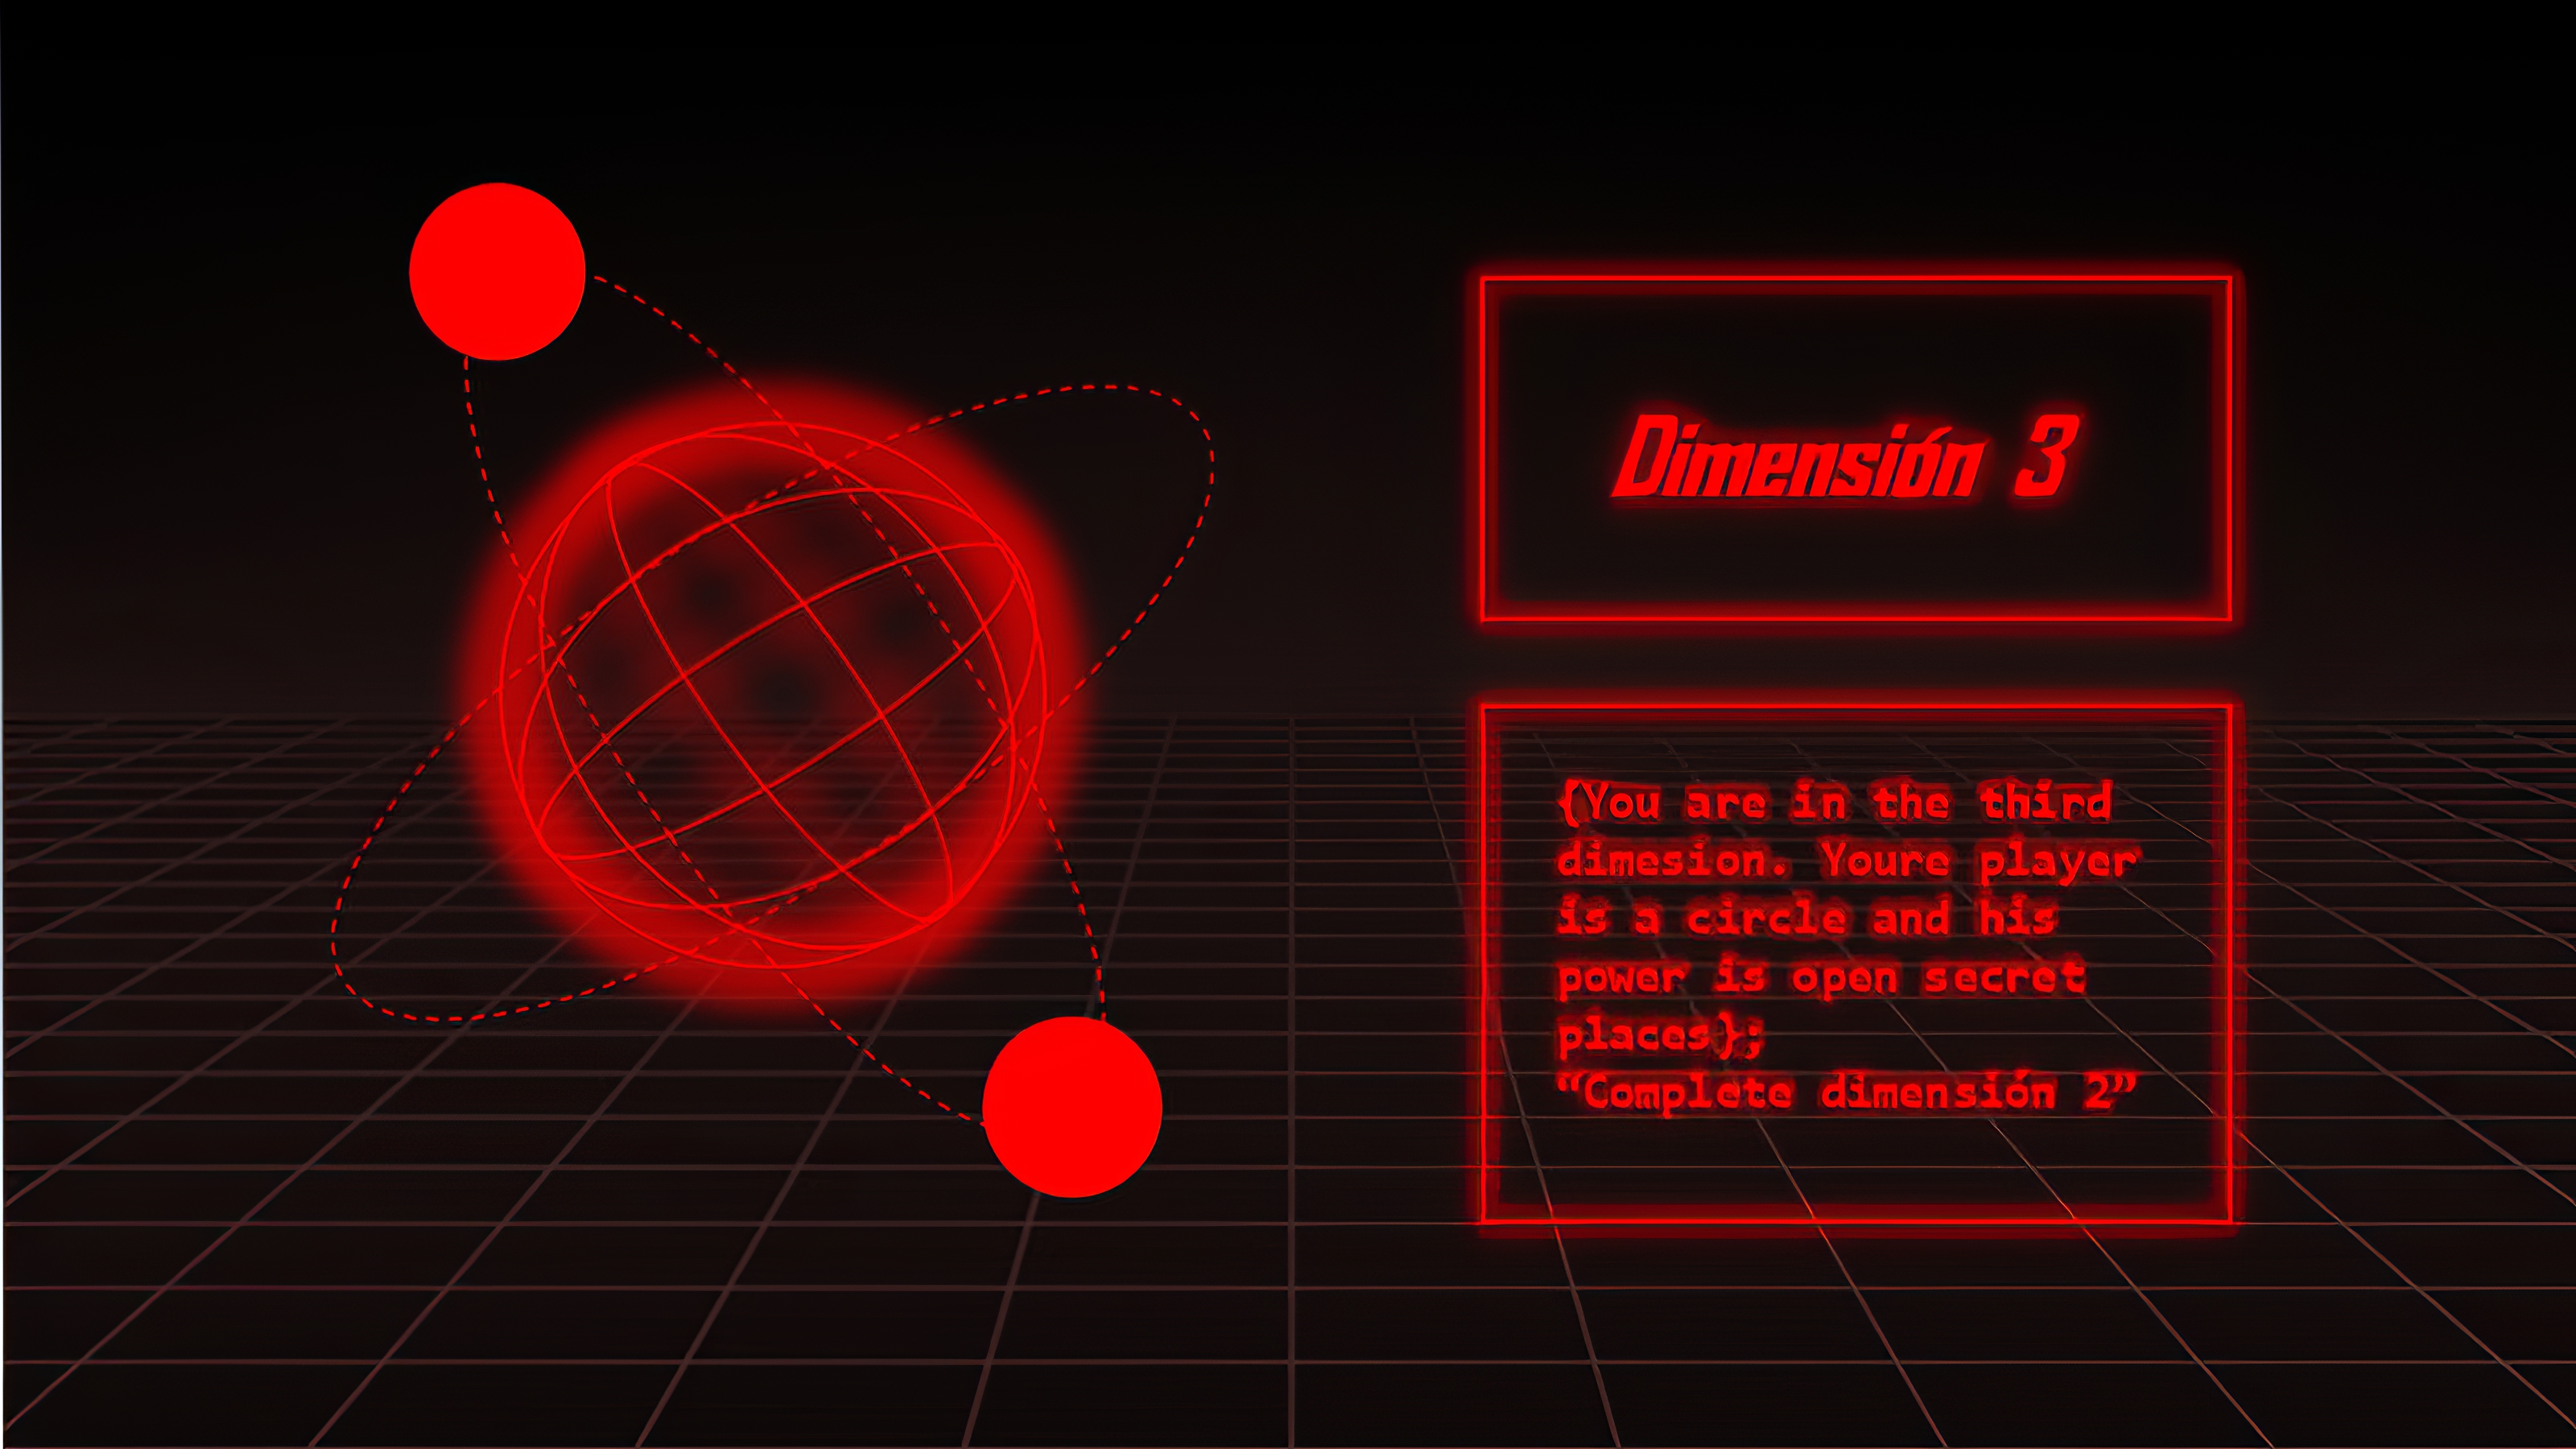 Dimensión 3
{You are in the third
dimesion. Youre player
is a circle and his
power is open secret
places};
“Complete dimensión 2”